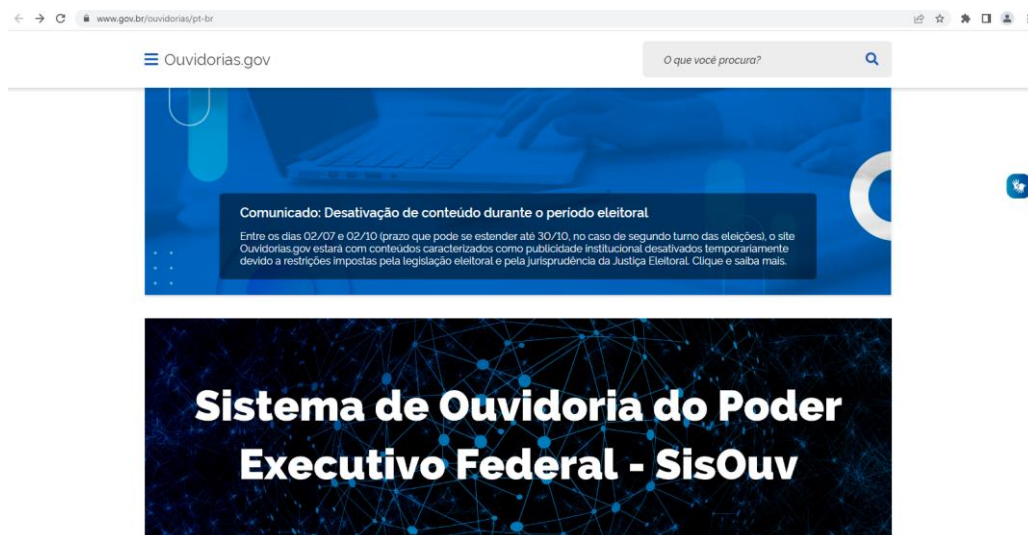 www.gov.br/ouvidorias/pt-br
Ouvidorias.gov
O que você procura?
Comunicado: Desativação de conteúdo durante o período eleitoral
Entre os dias 02/07 e 02/10 (prazo que pode se estender até 30/10, no caso de segundo turno das eleições), o site
Ouvidorias.gov estará com conteúdos caracterizados como publicidade institucional desativados temporariamente
devido a restrições impostas pela legislação eleitoral e pela jurisprudência da Justiça Eleitoral. Clique e saiba mais.
Sistema de Ouvidoria do Poder
Executivo Federal - SisOuv